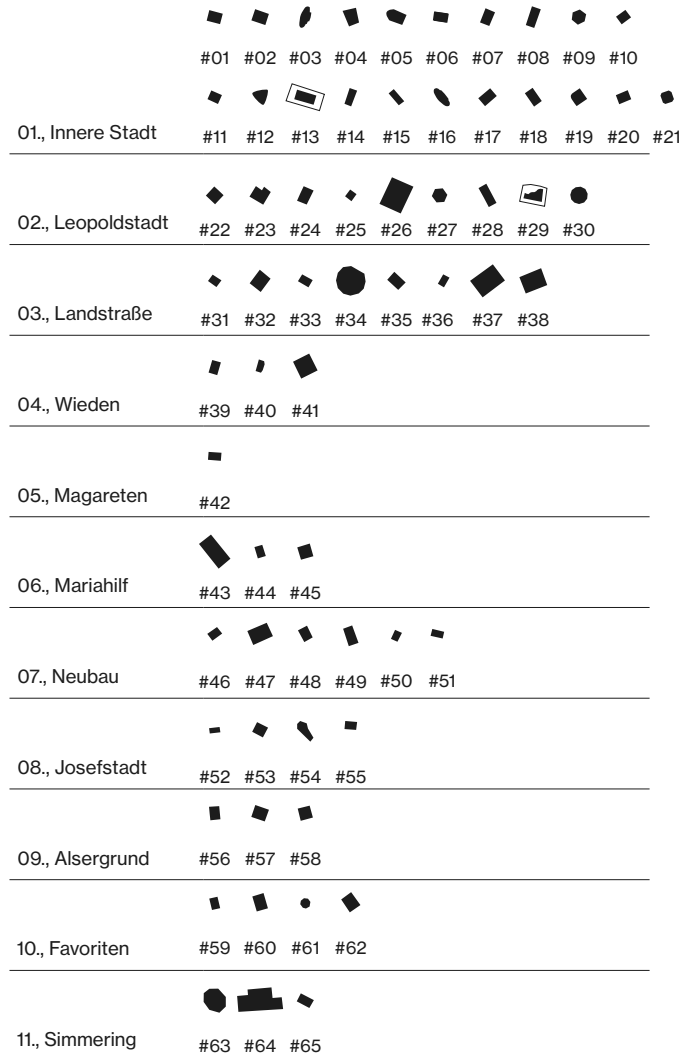 #01 #02 #03 #04 #05 #06 #07 #08 #09 #10
01., Innere Stadt #11 #12 #13 #14 #15 #16 #17 #18 #19 #20 #21
02., Leopoldstadt #22 #23 #24 #25 #26 #27 #28 #29 #30
03., Landstraße #31 #32 #33 #34 #35 #36 #37 #38
04., Wieden #39 #40 #41
05., Magareten #42
06., Mariahilf #43 #44 #45
07., Neubau #46 #47 #48 #49 #50 #51
08., Josefstadt #52 #53 #54 #55
09., Alsergrund #56 #57 #58
10., Favoriten #59 #60 #61 #62
11., Simmering #63 #64 #65